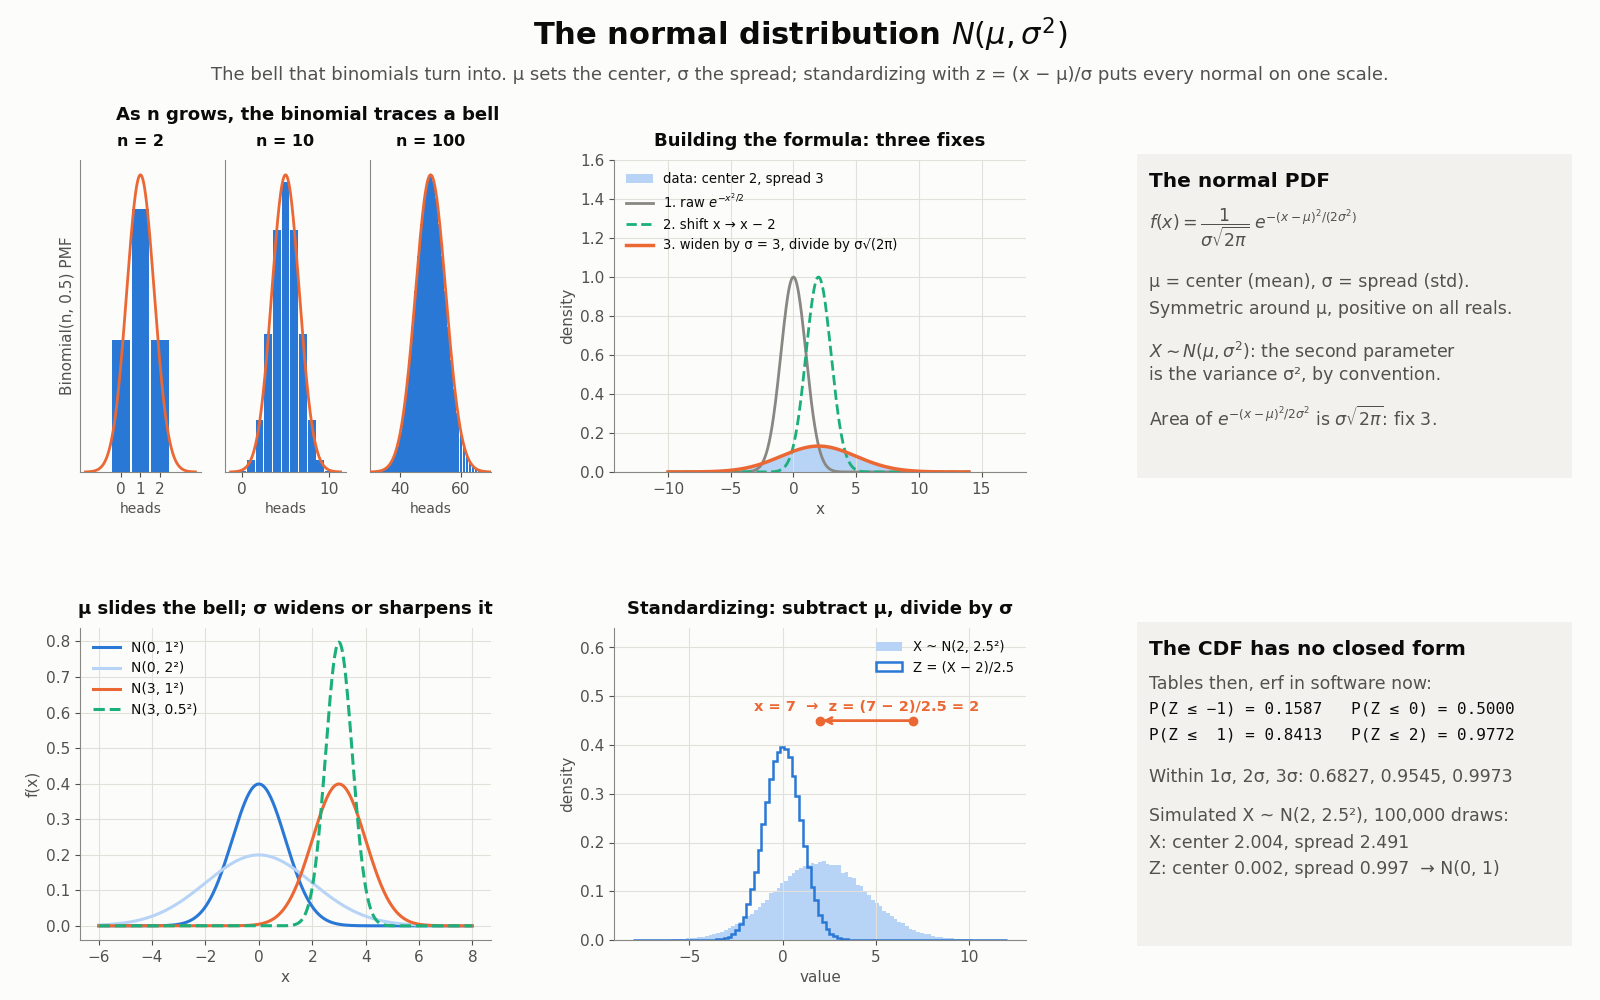 The normal distribution N(μ, σ²)
The bell that binomials turn into. μ sets the center, σ the spread; standardizing with z = (x − μ)/σ puts every normal on one scale.
As n grows, the binomial traces a bell
n = 2
n = 10
n = 100
Binomial(n, 0.5) PMF
0 1 2
heads
0 10
heads
40 60
heads
Building the formula: three fixes
data: center 2, spread 3
1. raw e^{−x²/2}
2. shift x → x − 2
3. widen by σ = 3, divide by σ√(2π)
density
1.6
1.4
1.2
1.0
0.8
0.6
0.4
0.2
0.0
−10 −5 0 5 10 15
x
The normal PDF
f(x) = 1/(σ√2π) e^{−(x−μ)²/(2σ²)}
μ = center (mean), σ = spread (std).
Symmetric around μ, positive on all reals.
X ~ N(μ, σ²): the second parameter
is the variance σ², by convention.
Area of e^{−(x−μ)²/2σ²} is σ√2π: fix 3.
μ slides the bell; σ widens or sharpens it
N(0, 1²)
N(0, 2²)
N(3, 1²)
N(3, 0.5²)
f(x)
0.8
0.7
0.6
0.5
0.4
0.3
0.2
0.1
0.0
−6 −4 −2 0 2 4 6 8
x
Standardizing: subtract μ, divide by σ
X ~ N(2, 2.5²)
Z = (X − 2)/2.5
x = 7 → z = (7 − 2)/2.5 = 2
density
0.6
0.5
0.4
0.3
0.2
0.1
0.0
−5 0 5 10
value
The CDF has no closed form
Tables then, erf in software now:
P(Z ≤ −1) = 0.1587 P(Z ≤ 0) = 0.5000
P(Z ≤ 1) = 0.8413 P(Z ≤ 2) = 0.9772
Within 1σ, 2σ, 3σ: 0.6827, 0.9545, 0.9973
Simulated X ~ N(2, 2.5²), 100,000 draws:
X: center 2.004, spread 2.491
Z: center 0.002, spread 0.997 → N(0, 1)